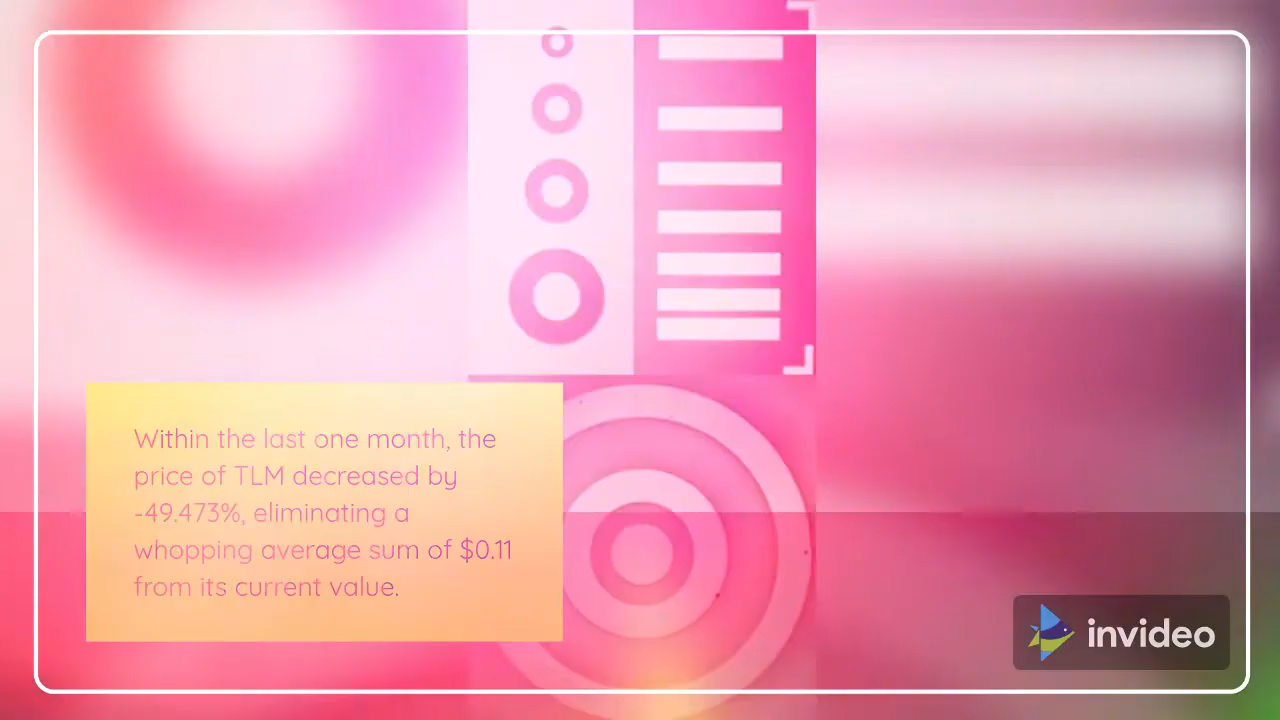 Within the last one month, the
price of TLM decreased by
-49.473%, eliminating a
whopping average sum of $0.11
from its current value.
invideo